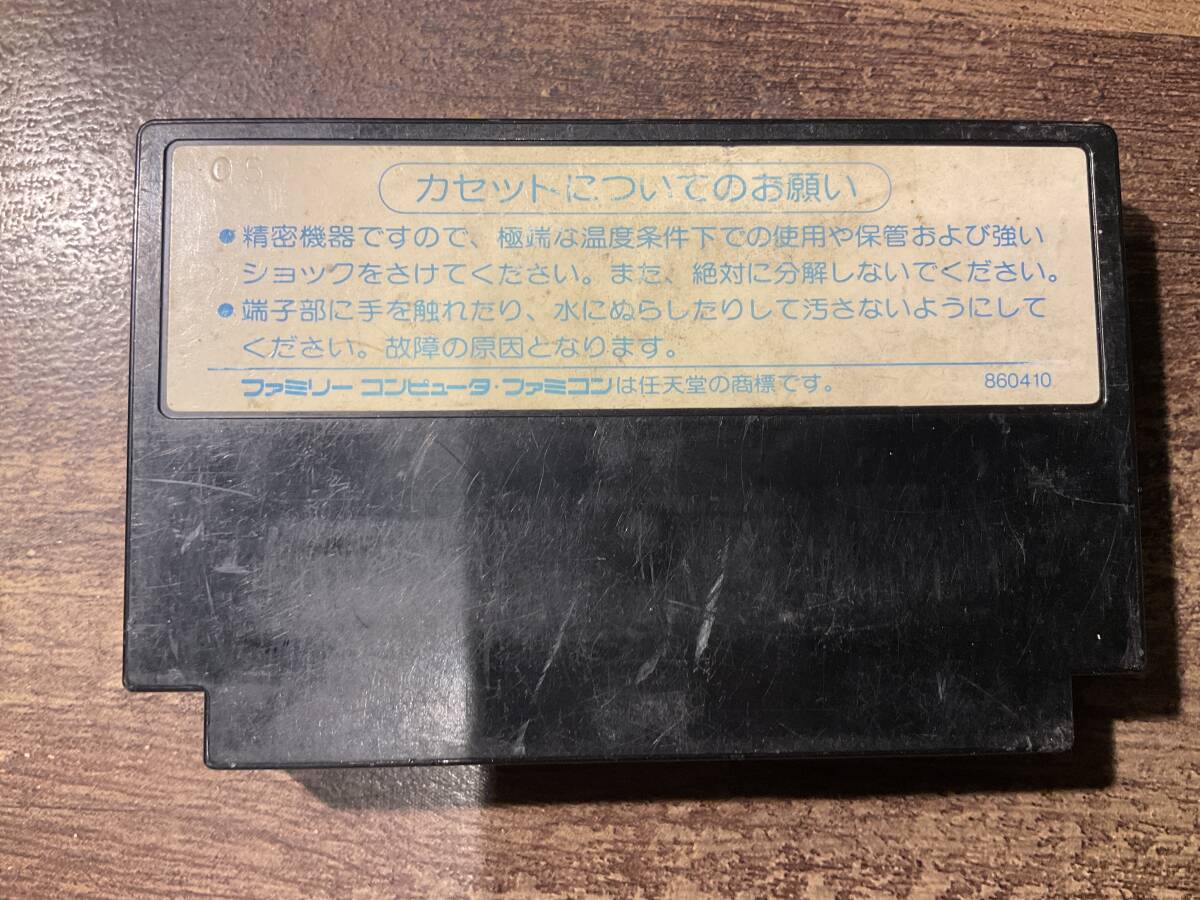 05
カセットについてのお願い
●精密機器ですので、極端な温度条件下での使用や保管および強い
ショックをさけてください。また、絶対に分解しないでください。
●端子部に手を触れたり、水にぬらしたりして汚さないようにして
ください。故障の原因となります。
ファミリーコンピュータ・ファミコンは任天堂の商標です。 860410